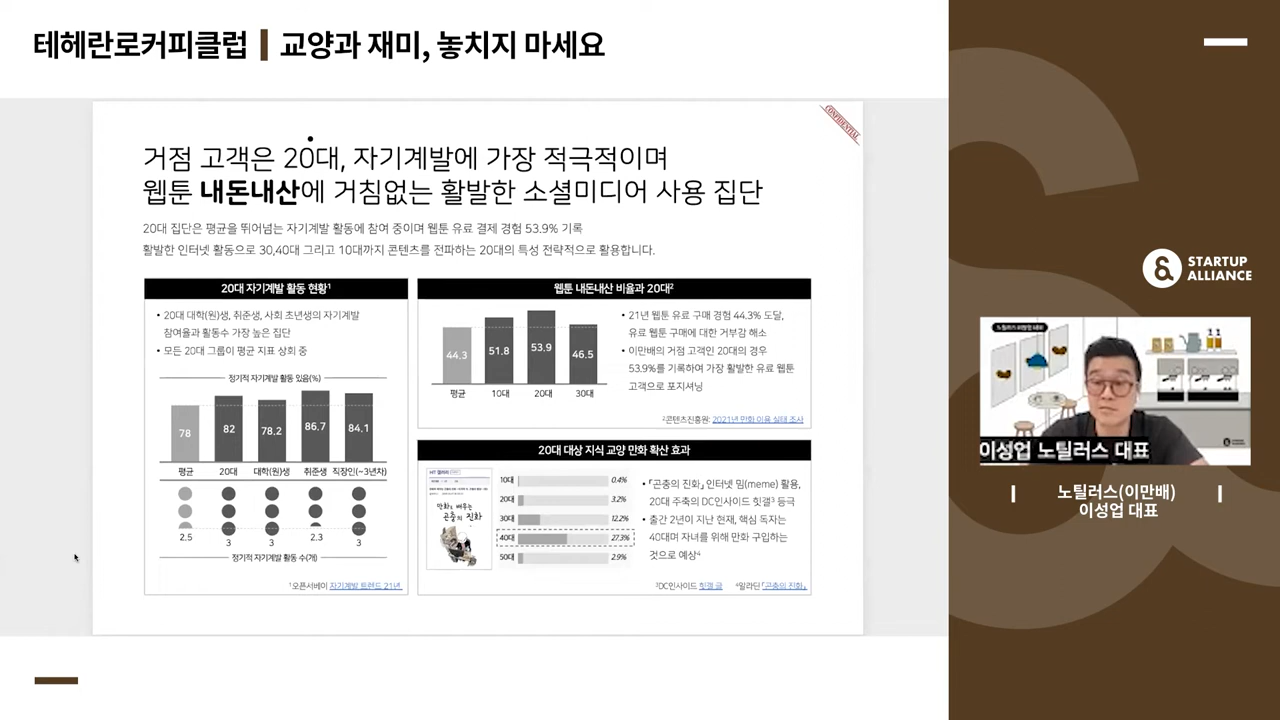 테헤란로커피클럽 | 교양과 재미, 놓치지 마세요
CONFIDENTIAL
거점 고객은 20대, 자기계발에 가장 적극적이며
웹툰 내돈내산에 거침없는 활발한 소셜미디어 사용 집단
20대 집단은 평균을 뛰어넘는 자기계발 활동에 참여 중이며 웹툰 유료 결제 경험 53.9% 기록
활발한 인터넷 활동으로 30,40대 그리고 10대까지 콘텐츠를 전파하는 20대의 특성 전략적으로 활용합니다.
20대 자기계발 활동 현황1
• 20대 대학(원)생, 취준생, 사회 초년생의 자기계발
참여율과 활동수 가장 높은 집단
• 모든 20대 그룹이 평균 지표 상회 중
정기적 자기계발 활동 있음(%)
78 82 78.2 86.7 84.1
평균 20대 대학(원)생 취준생 직장인(~3년차)
2.5 3 3 2.3 3
정기적 자기계발 활동 수(개)
1오픈서베이 자기계발 트렌드 21년
웹툰 내돈내산 비율과 20대2
44.3 51.8 53.9 46.5
평균 10대 20대 30대
• 21년 웹툰 유료 구매 경험 44.3% 도달,
유료 웹툰 구매에 대한 거부감 해소
• 이만배의 거점 고객인 20대의 경우
53.9%를 기록하며 가장 활발한 유료 웹툰
고객으로 포지셔닝
2콘텐츠진흥원: 2021년 만화 이용 실태 조사
20대 대상 지식 교양 만화 확산 효과
만화로 배우는
곤충의 진화
10대 0.4%
20대 3.2%
30대 12.2%
40대 27.3%
50대 2.9%
• 「곤충의 진화」 인터넷 밈(meme) 활용,
20대 주축의 DC인사이드 힛갤3 등극
• 출간 2년이 지난 현재, 핵심 독자는
40대며 자녀를 위해 만화 구입하는
것으로 예상4
3DC인사이드 힛갤 글 4알라딘 「곤충의 진화」
STARTUP
ALLIANCE
이성업 노틸러스 대표
노틸러스(이만배)
이성업 대표